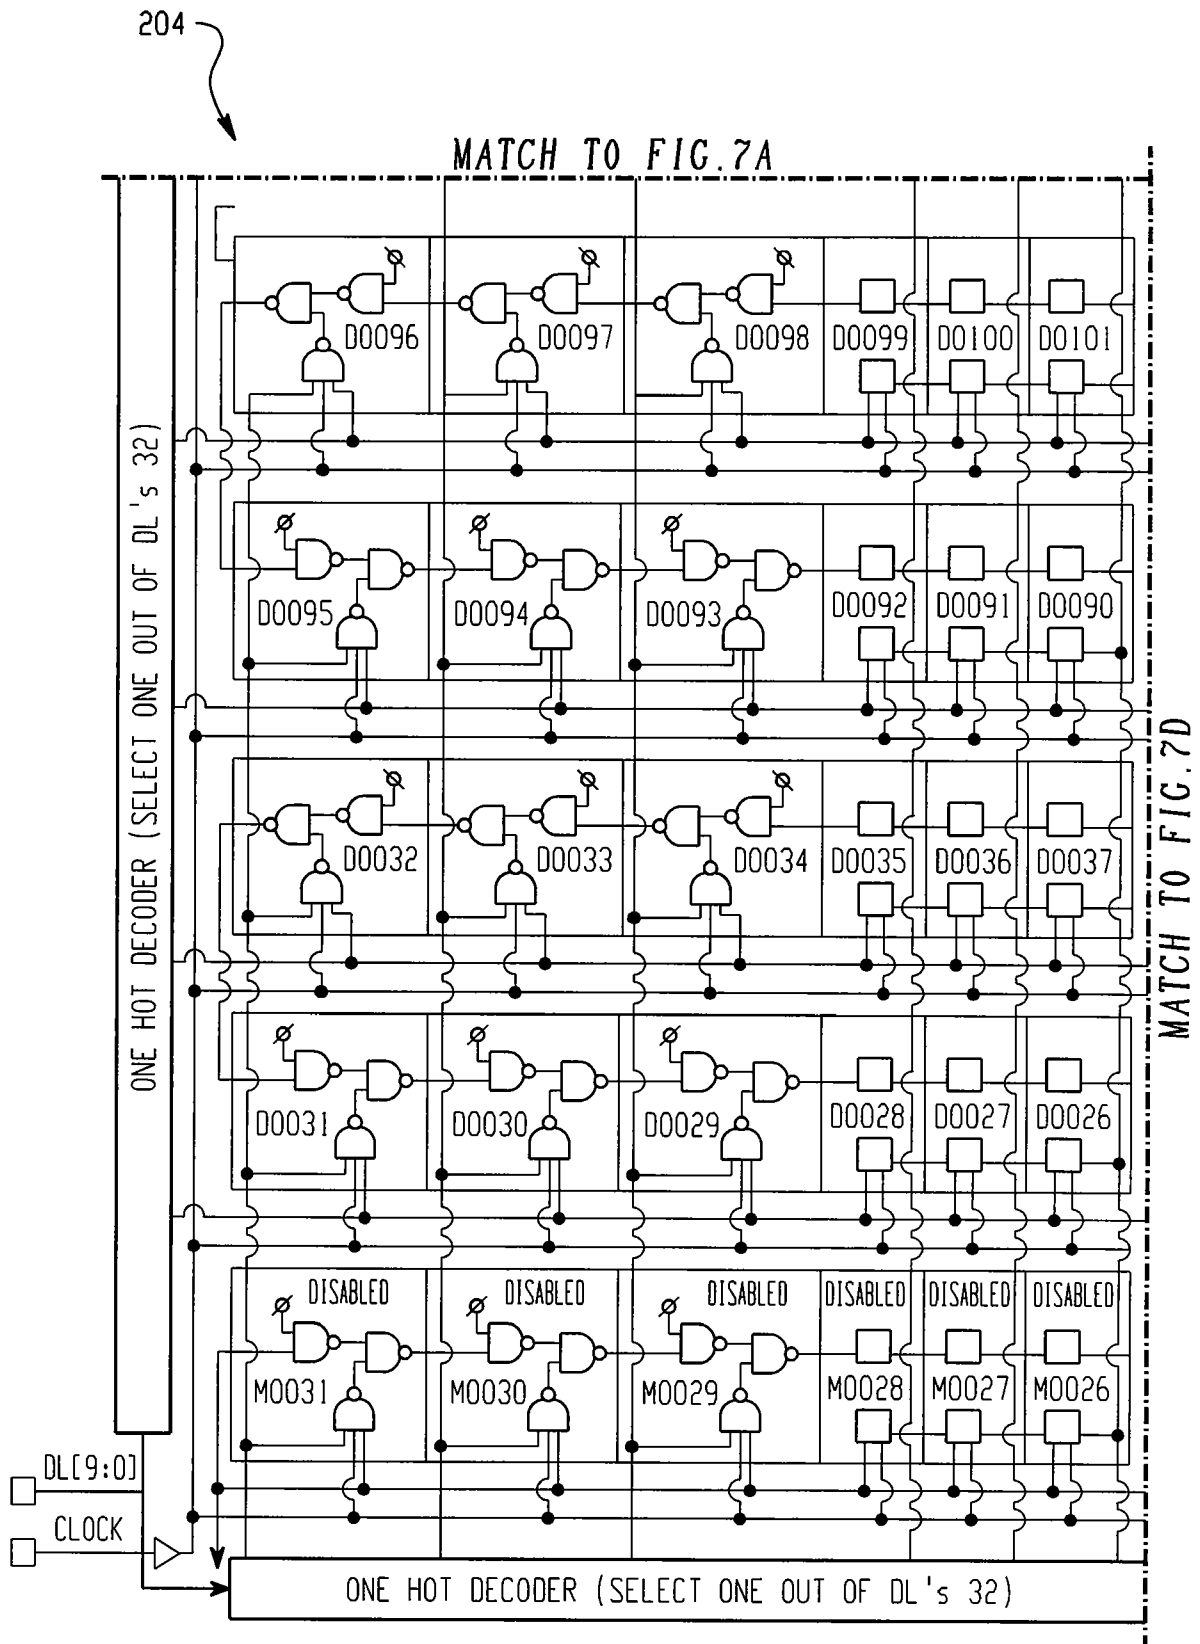 204
MATCH TO FIG.7A
D0096 D0097 D0098 D0099 D0100 D0101
ONE HOT DECODER (SELECT ONE OUT OF DL's 32)
D0095 D0094 D0093 D0092 D0091 D0090
MATCH TO FIG.7D
D0032 D0033 D0034 D0035 D0036 D0037
D0031 D0030 D0029 D0028 D0027 D0026
DISABLED DISABLED DISABLED DISABLED DISABLED DISABLED
M0031 M0030 M0029 M0028 M0027 M0026
DL[9:0]
CLOCK
ONE HOT DECODER (SELECT ONE OUT OF DL's 32)